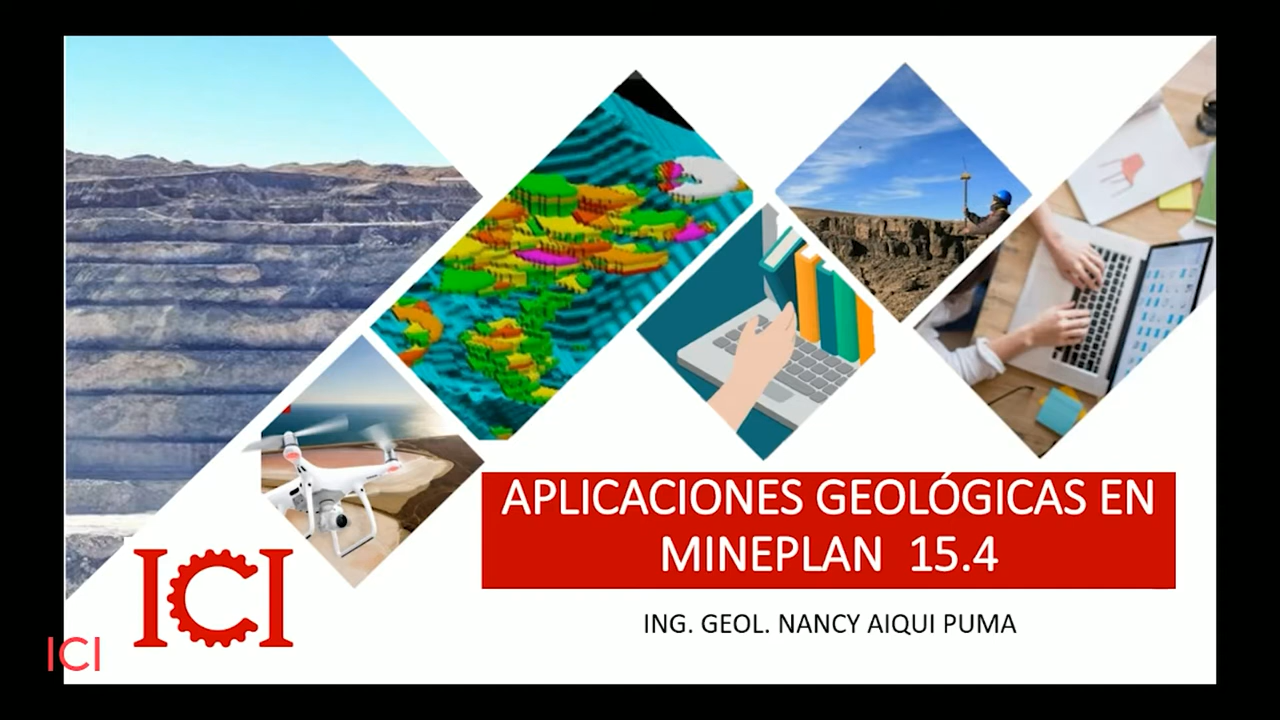 APLICACIONES GEOLÓGICAS EN
MINEPLAN 15.4
ING. GEOL. NANCY AIQUI PUMA
ICI
ICI